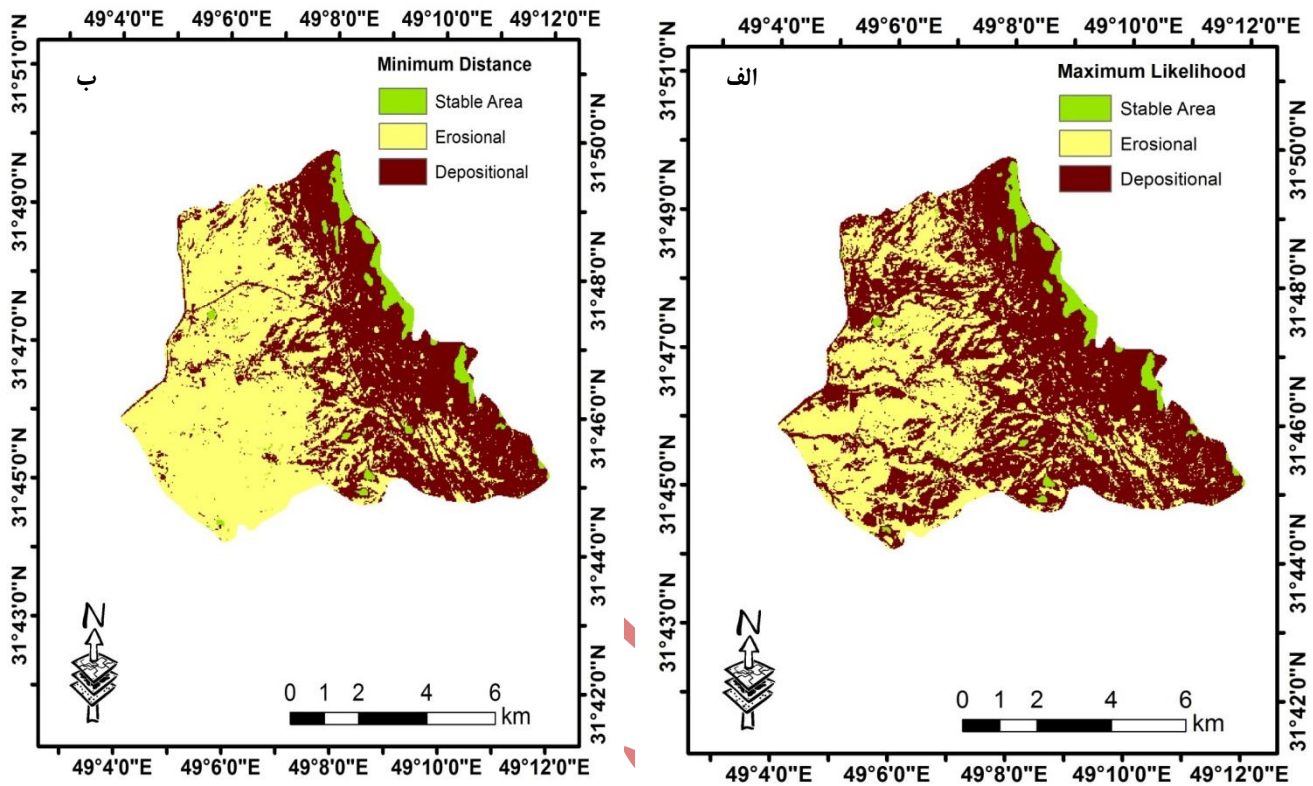 49°4'0"E 49°6'0"E 49°8'0"E 49°10'0"E 49°12'0"E
ب
Minimum Distance
Stable Area
Erosional
Depositional
31°51'0"N
31°49'0"N
31°47'0"N
31°45'0"N
31°43'0"N
31°50'0"N
31°48'0"N
31°46'0"N
31°44'0"N
31°42'0"N
N
0 1 2 4 6
km
49°4'0"E 49°6'0"E 49°8'0"E 49°10'0"E 49°12'0"E
49°4'0"E 49°6'0"E 49°8'0"E 49°10'0"E 49°12'0"E
الف
Maximum Likelihood
Stable Area
Erosional
Depositional
31°51'0"N
31°49'0"N
31°47'0"N
31°45'0"N
31°43'0"N
31°50'0"N
31°48'0"N
31°46'0"N
31°44'0"N
31°42'0"N
N
0 1 2 4 6
km
49°4'0"E 49°6'0"E 49°8'0"E 49°10'0"E 49°12'0"E